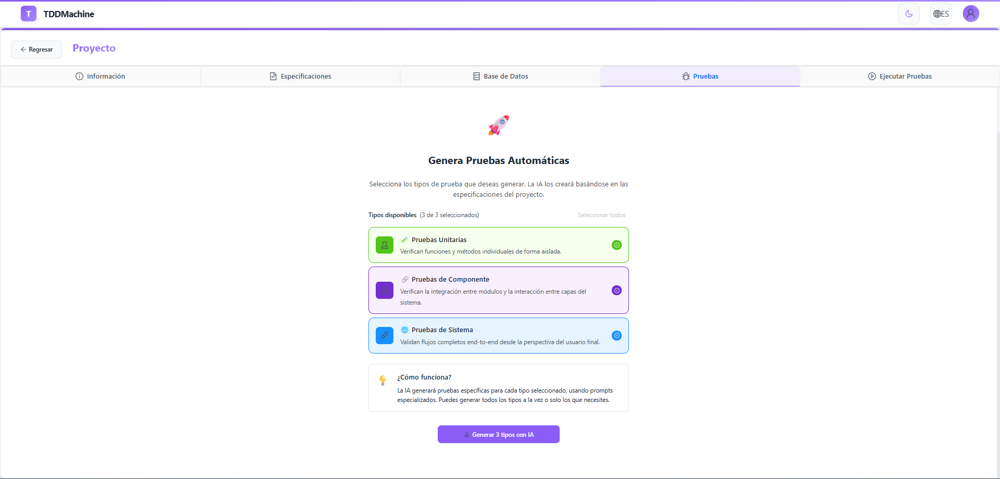 T TDDMachine
ES
Regresar
Proyecto
Información
Especificaciones
Base de Datos
Pruebas
Ejecutar Pruebas
Genera Pruebas Automáticas
Selecciona los tipos de prueba que deseas generar. La IA los creará basándose en las
especificaciones del proyecto.
Tipos disponibles (3 de 3 seleccionados)
Seleccionar todos
Pruebas Unitarias
Verifican funciones y métodos individuales de forma aislada.
Pruebas de Componente
Verifican la integración entre módulos y la interacción entre capas del
sistema.
Pruebas de Sistema
Validan flujos completos end-to-end desde la perspectiva del usuario final.
¿Cómo funciona?
La IA generará pruebas específicas para cada tipo seleccionado, usando prompts
especializados. Puedes generar todos los tipos a la vez o solo los que necesites.
Generar 3 tipos con IA